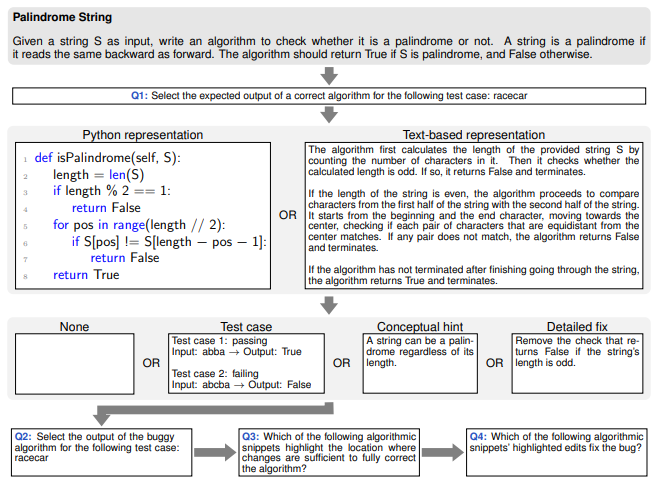 Palindrome String
Given a string S as input, write an algorithm to check whether it is a palindrome or not. A string is a palindrome if
it reads the same backward as forward. The algorithm should return True if S is palindrome, and False otherwise.
Q1: Select the expected output of a correct algorithm for the following test case: racecar
Python representation
1 def isPalindrome(self, S):
2 length = len(S)
3 if length % 2 == 1:
4 return False
5 for pos in range(length // 2):
6 if S[pos] != S[length − pos − 1]:
7 return False
8 return True
OR
Text-based representation
The algorithm first calculates the length of the provided string S by
counting the number of characters in it. Then it checks whether the
calculated length is odd. If so, it returns False and terminates.
If the length of the string is even, the algorithm proceeds to compare
characters from the first half of the string with the second half of the string.
It starts from the beginning and the end character, moving towards the
center, checking if each pair of characters that are equidistant from the
center matches. If any pair does not match, the algorithm returns False
and terminates.
If the algorithm has not terminated after finishing going through the string,
the algorithm returns True and terminates.
None
OR
Test case
Test case 1: passing
Input: abba → Output: True
Test case 2: failing
Input: abcba → Output: False
OR
Conceptual hint
A string can be a palin-
drome regardless of its
length.
OR
Detailed fix
Remove the check that re-
turns False if the string's
length is odd.
Q2: Select the output of the buggy
algorithm for the following test case:
racecar
Q3: Which of the following algorithmic
snippets highlight the location where
changes are sufficient to fully correct
the algorithm?
Q4: Which of the following algorithmic
snippets' highlighted edits fix the bug?